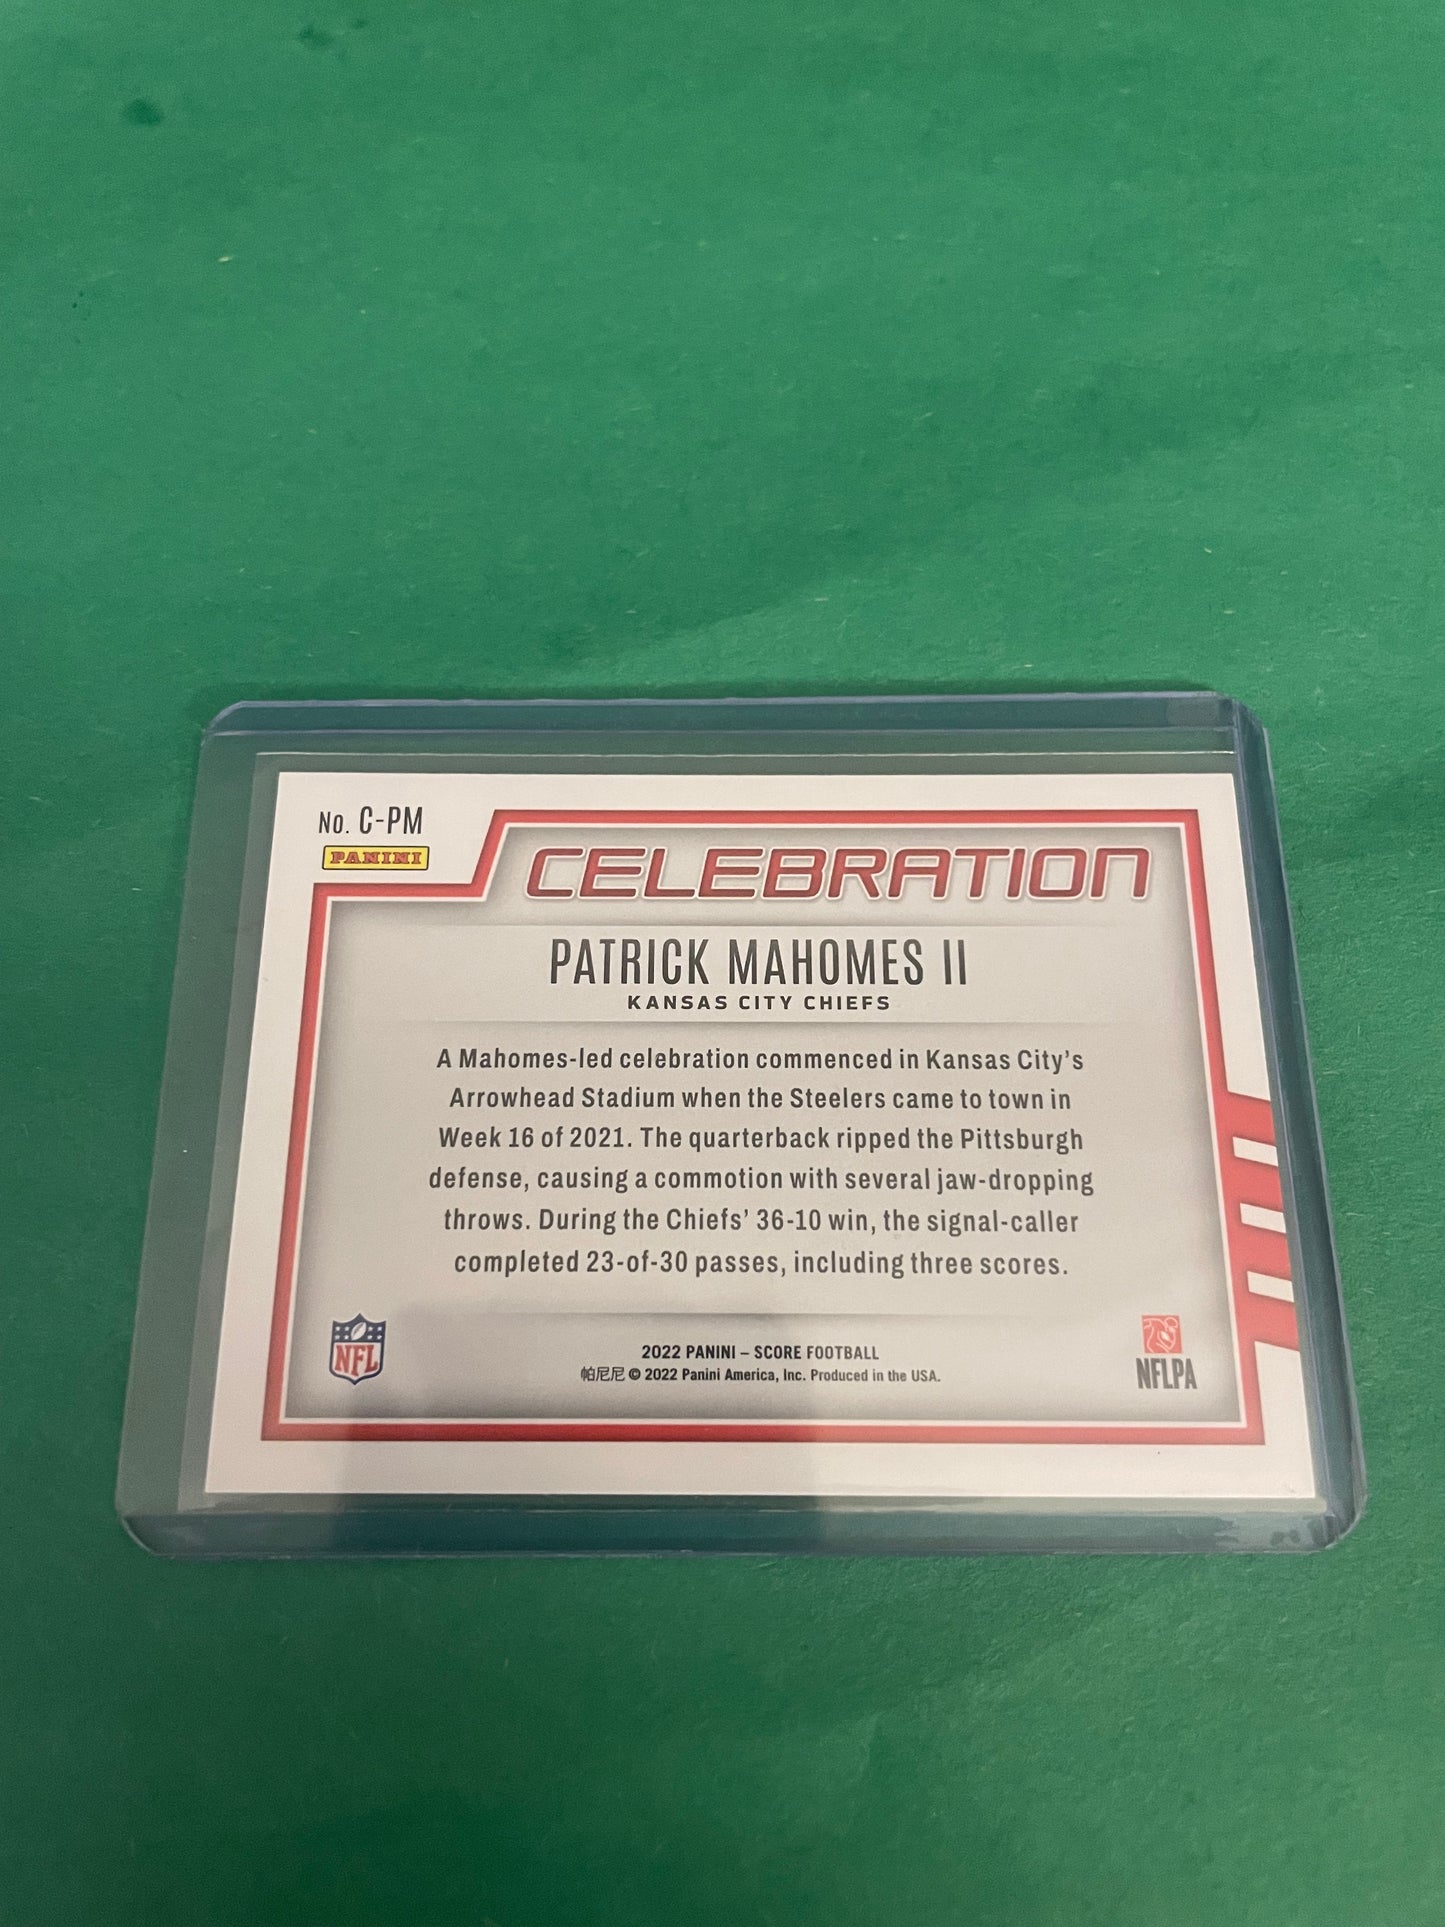 No. C-PM
PANINI
CELEBRATION
PATRICK MAHOMES II
KANSAS CITY CHIEFS
A Mahomes-led celebration commenced in Kansas City's
Arrowhead Stadium when the Steelers came to town in
Week 16 of 2021. The quarterback ripped the Pittsburgh
defense, causing a commotion with several jaw-dropping
throws. During the Chiefs' 36-10 win, the signal-caller
completed 23-of-30 passes, including three scores.
NFL
2022 PANINI – SCORE FOOTBALL
帕尼尼 © 2022 Panini America, Inc. Produced in the USA.
NFLPA